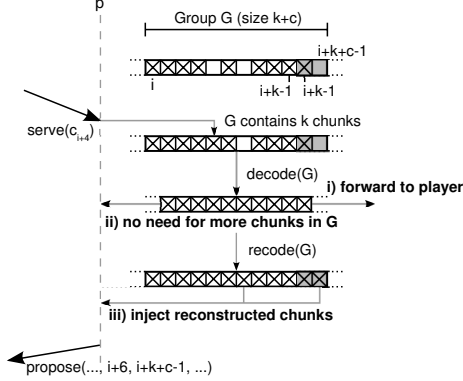 p
Group G (size k+c)
i+k+c-1
i
i+k-1
i+k-1
serve(c_{i+4})
G contains k chunks
decode(G)
i) forward to player
ii) no need for more chunks in G
recode(G)
iii) inject reconstructed chunks
propose(..., i+6, i+k+c-1, ...)